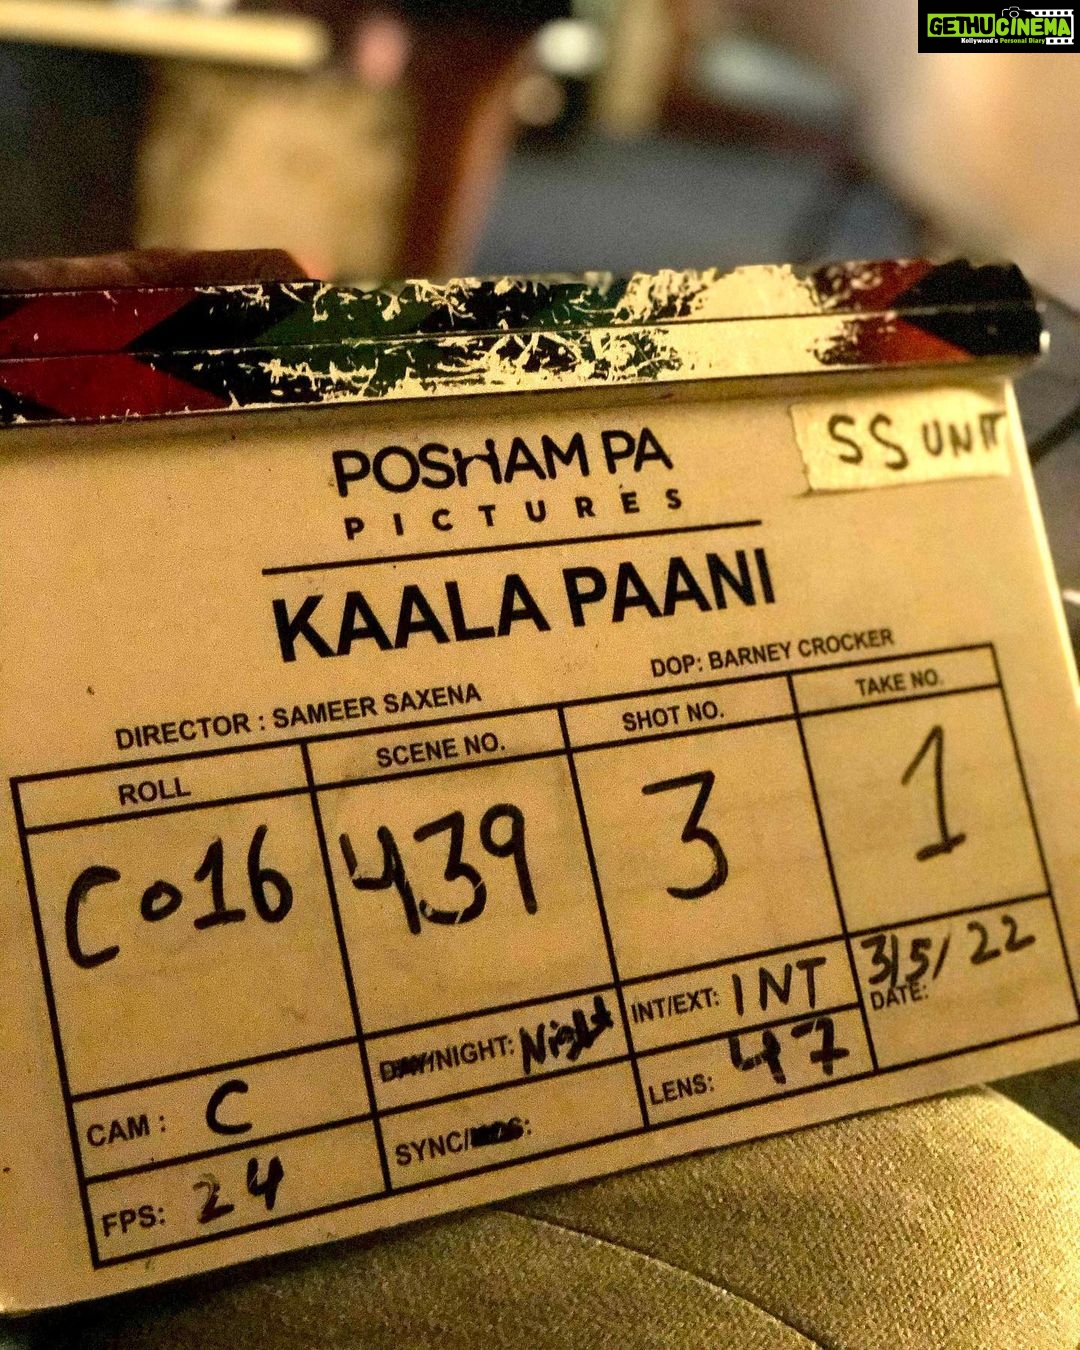 GETHUCINEMA
Kollywood's Personal Diary
SS UNIT
POSHAM PA
PICTURES
KAALA PAANI
DIRECTOR : SAMEER SAXENA
DOP: BARNEY CROCKER
ROLL
SCENE NO.
SHOT NO.
TAKE NO.
C016
439
3
1
DAY/NIGHT: Night
INT/EXT: INT
3/5/22
DATE:
CAM : C
SYNC/MOS:
LENS: 47
FPS: 24